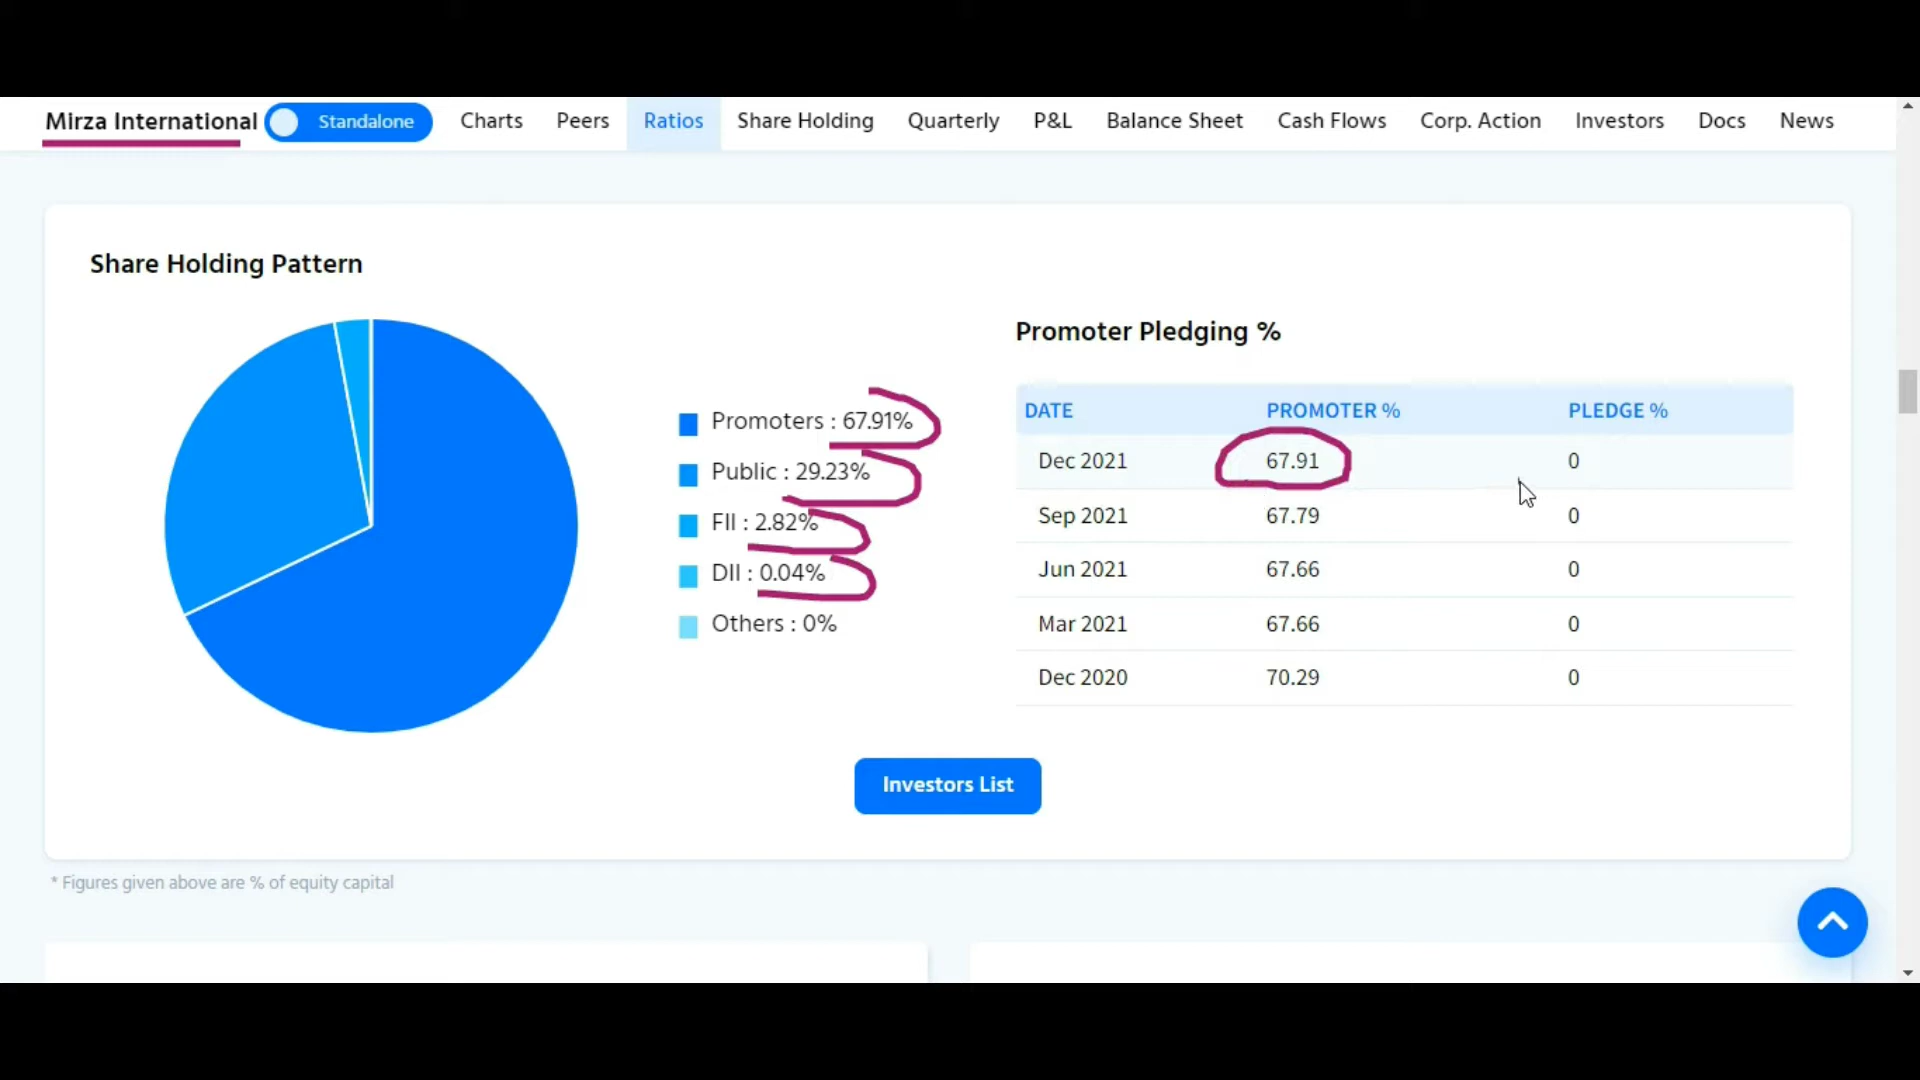 Mirza International Standalone Charts Peers Ratios Share Holding Quarterly P&L Balance Sheet Cash Flows Corp. Action Investors Docs News
Share Holding Pattern
Promoters : 67.91%
Public : 29.23%
FII : 2.82%
DII : 0.04%
Others : 0%
Promoter Pledging %
DATE PROMOTER % PLEDGE %
Dec 2021 67.91 0
Sep 2021 67.79 0
Jun 2021 67.66 0
Mar 2021 67.66 0
Dec 2020 70.29 0
Investors List
* Figures given above are % of equity capital